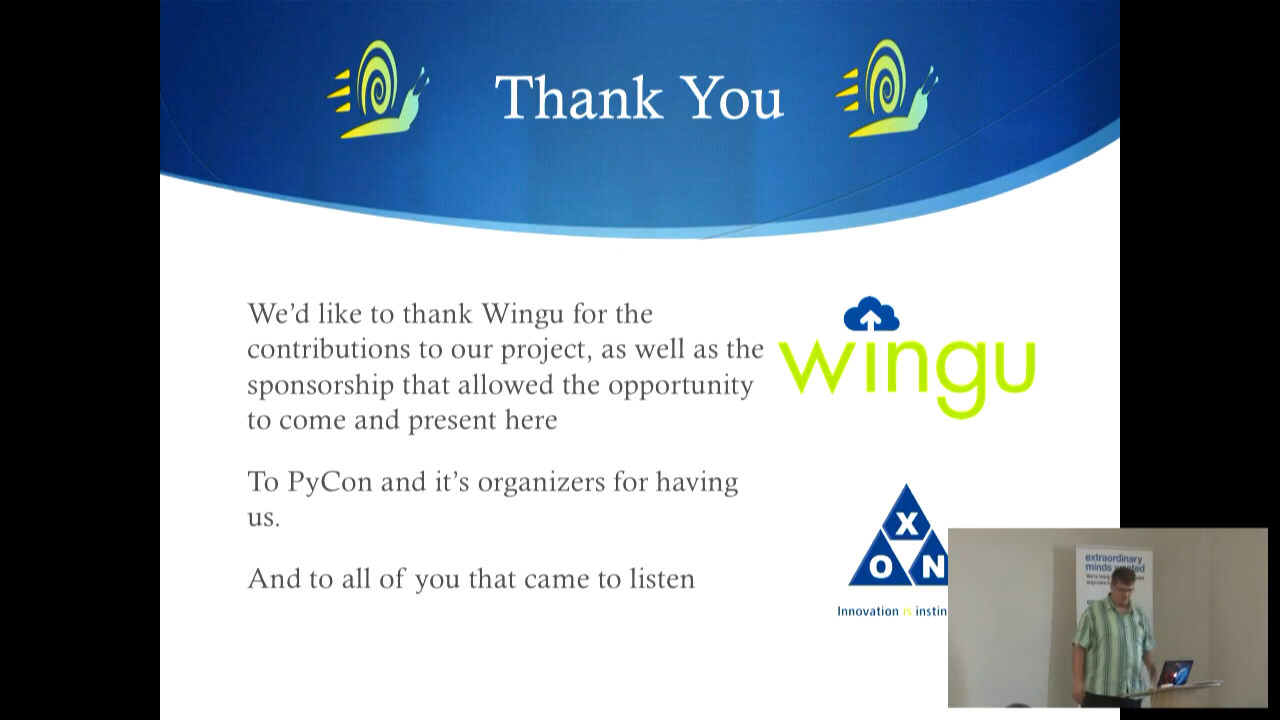 Thank You
We'd like to thank Wingu for the
contributions to our project, as well as the
sponsorship that allowed the opportunity
to come and present here
To PyCon and it's organizers for having
us.
And to all of you that came to listen
wingu
X
O N
Innovation is instin
extraordinary